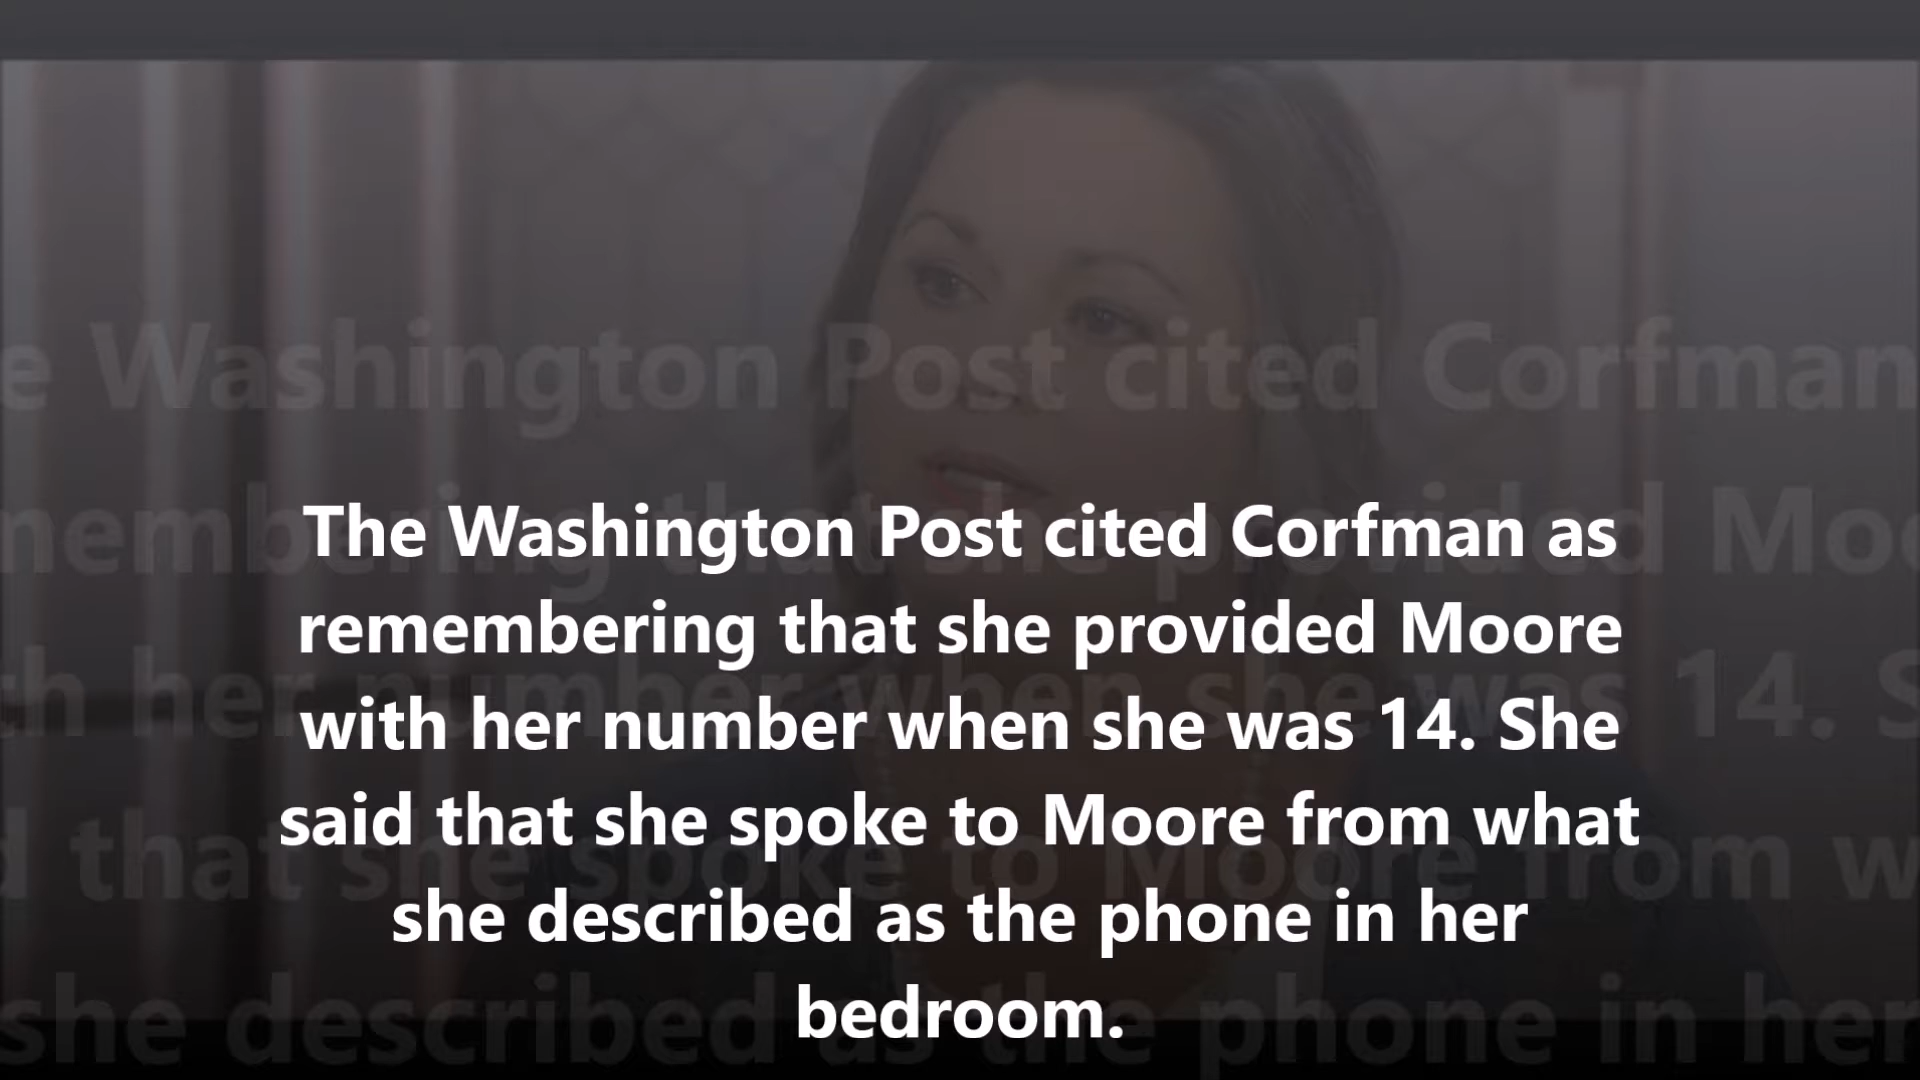 The Washington Post cited Corfman as
remembering that she provided Moore
with her number when she was 14. She
said that she spoke to Moore from what
she described as the phone in her
bedroom.